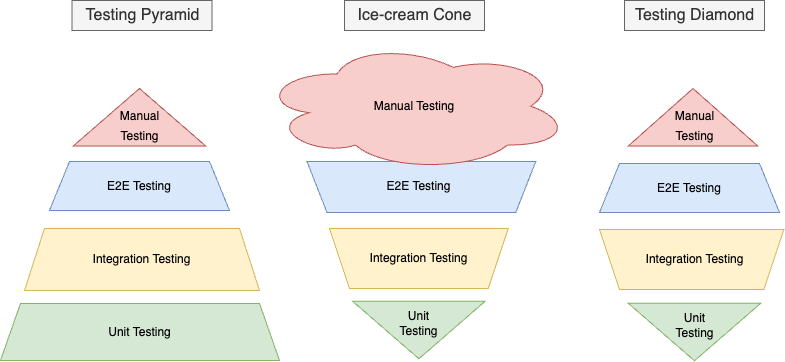 Testing Pyramid
Manual
Testing
E2E Testing
Integration Testing
Unit Testing
Ice-cream Cone
Manual Testing
E2E Testing
Integration Testing
Unit
Testing
Testing Diamond
Manual
Testing
E2E Testing
Integration Testing
Unit
Testing